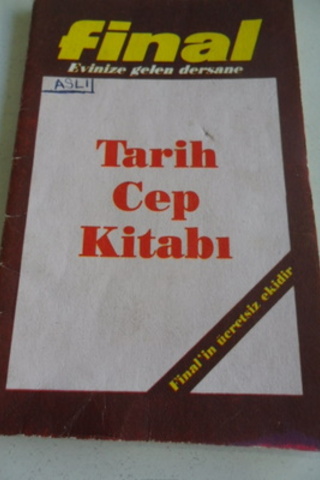 final
Evinize gelen dersane
ASLI
Tarih
Cep
Kitabı
Final'in ücretsiz ekidir